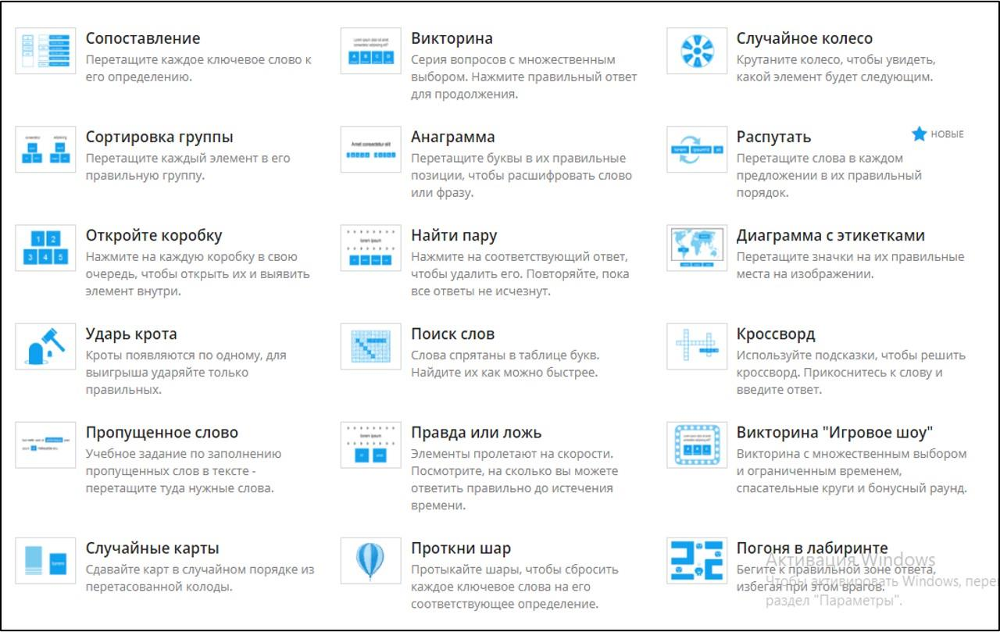 Сопоставление
Перетащите каждое ключевое слово к
его определению.
Викторина
Серия вопросов с множественным
выбором. Нажмите правильный ответ
для продолжения.
Случайное колесо
Крутаните колесо, чтобы увидеть,
какой элемент будет следующим.
Сортировка группы
Перетащите каждый элемент в его
правильную группу.
Анаграмма
Перетащите буквы в их правильные
позиции, чтобы расшифровать слово
или фразу.
Распутать
НОВЫЕ
Перетащите слова в каждом
предложении в их правильный
порядок.
Откройте коробку
Нажмите на каждую коробку в свою
очередь, чтобы открыть их и выявить
элемент внутри.
1 2
3 4 5
Найти пару
Нажмите на соответствующий ответ,
чтобы удалить его. Повторяйте, пока
все ответы не исчезнут.
Диаграмма с этикетками
Перетащите значки на их правильные
места на изображении.
Ударь крота
Кроты появляются по одному, для
выигрыша ударяйте только
правильных.
Поиск слов
Слова спрятаны в таблице букв.
Найдите их как можно быстрее.
Кроссворд
Используйте подсказки, чтобы решить
кроссворд. Прикоснитесь к слову и
введите ответ.
Пропущенное слово
Учебное задание по заполнению
пропущенных слов в тексте -
перетащите туда нужные слова.
Правда или ложь
Элементы пролетают на скорости.
Посмотрите, на сколько вы можете
ответить правильно до истечения
времени.
Викторина "Игровое шоу"
Викторина с множественным выбором
и ограниченным временем,
спасательные круги и бонусный раунд.
Случайные карты
Сдавайте карт в случайном порядке из
перетасованной колоды.
Проткни шар
Протыкайте шары, чтобы сбросить
каждое ключевое слова на его
соответствующее определение.
Погоня в лабиринте
Бегите к правильной зоне ответа,
избегая при этом врагов.
Активация Windows
Чтобы активировать Windows, пере
раздел "Параметры".